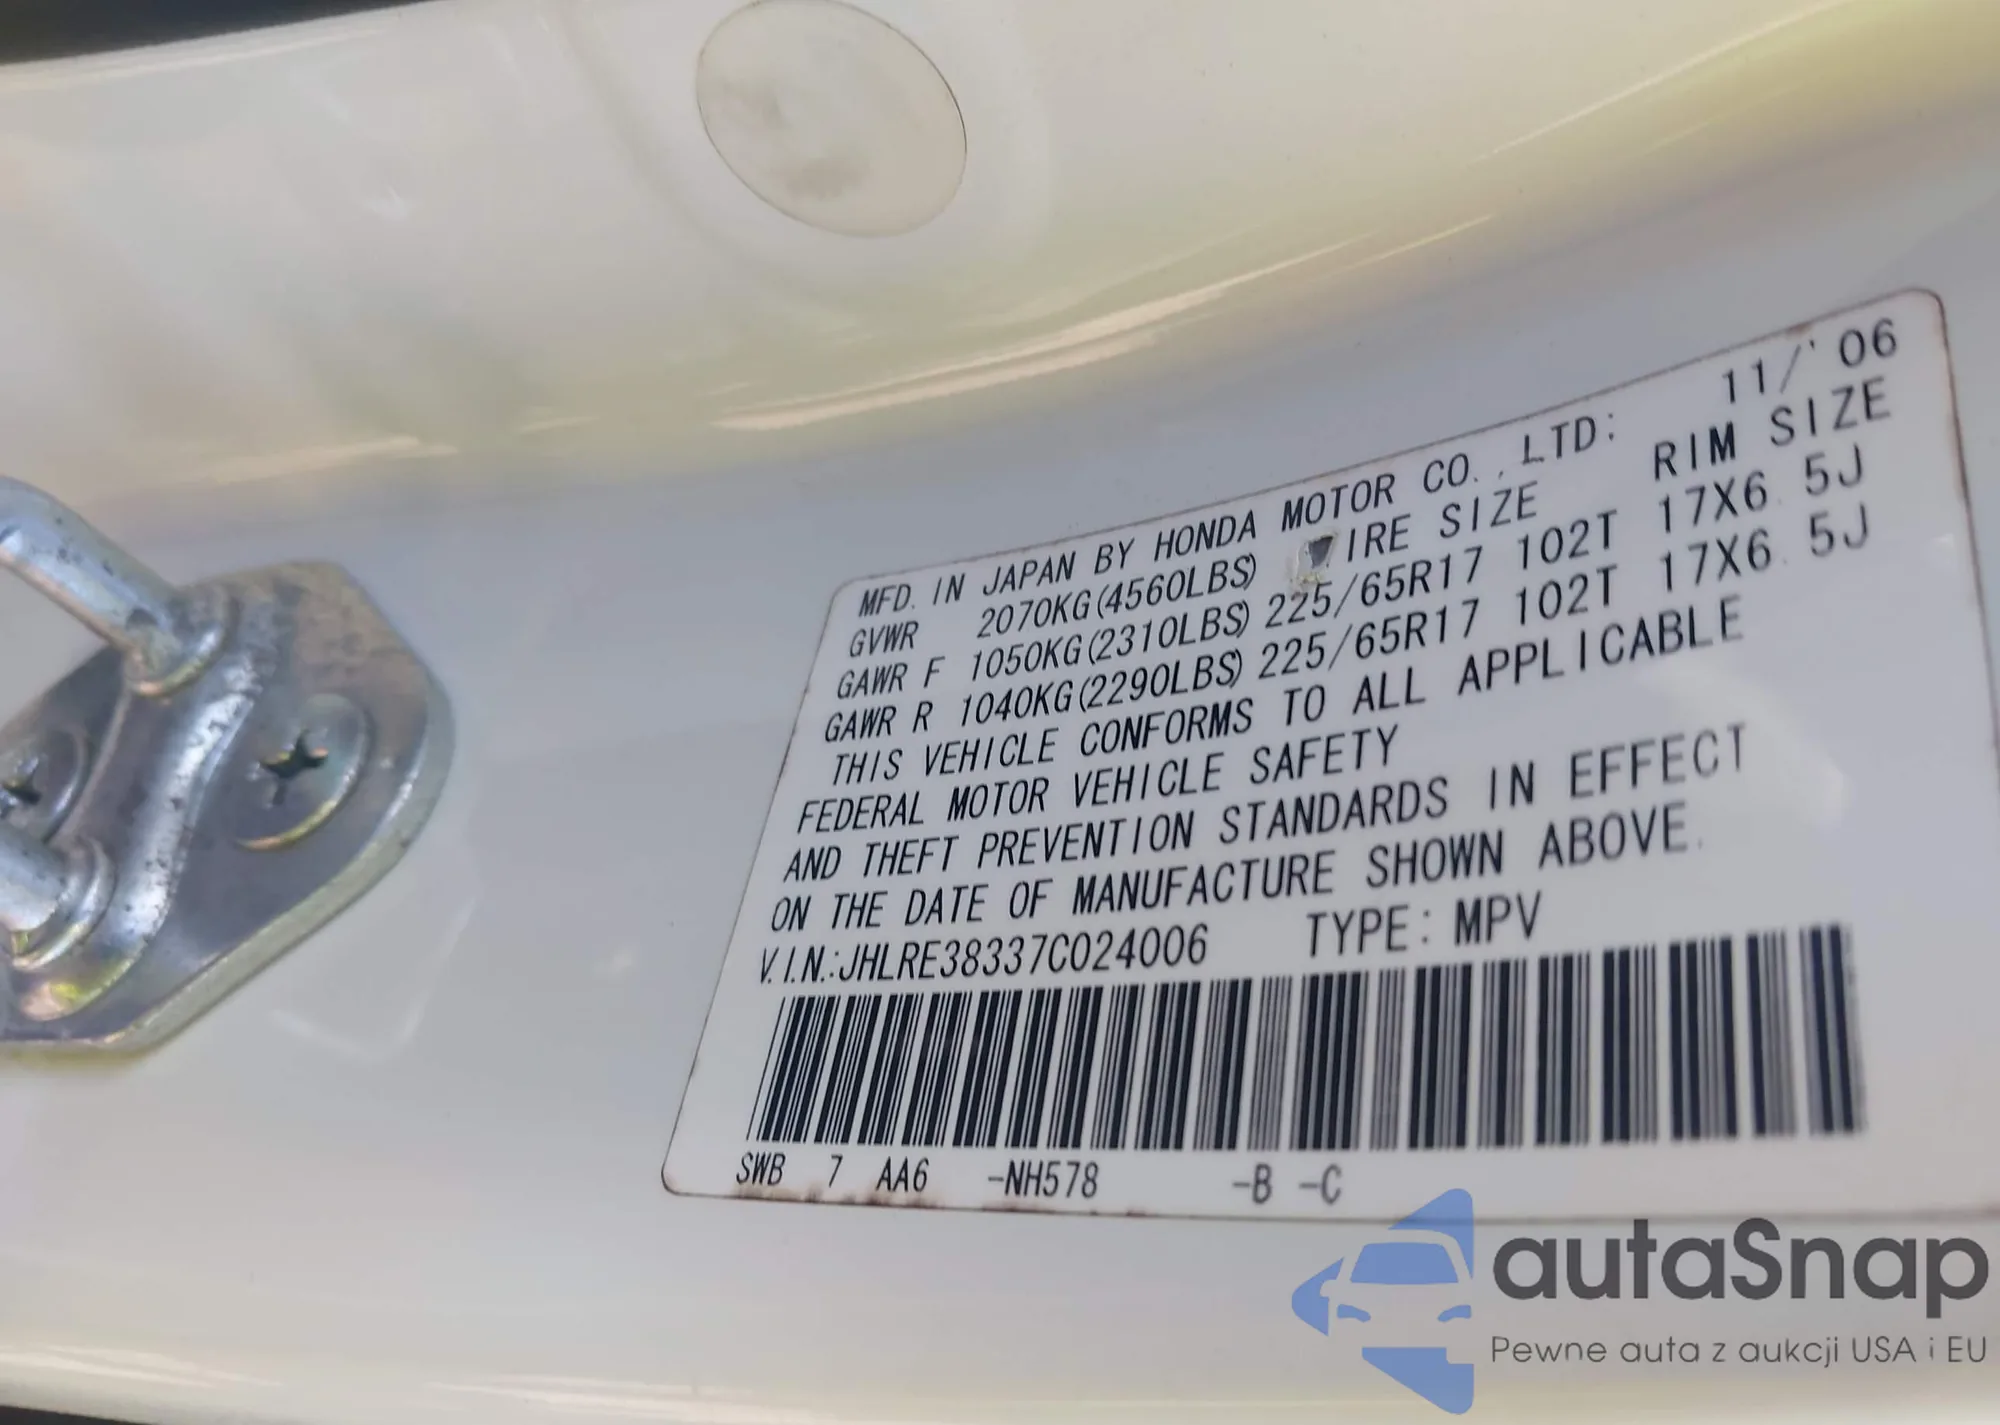 MFD. IN JAPAN BY HONDA MOTOR CO., LTD: 11/'06
GVWR 2070KG(4560LBS) TIRE SIZE RIM SIZE
GAWR F 1050KG(2310LBS) 225/65R17 102T 17X6.5J
GAWR R 1040KG(2290LBS) 225/65R17 102T 17X6.5J
THIS VEHICLE CONFORMS TO ALL APPLICABLE
FEDERAL MOTOR VEHICLE SAFETY
AND THEFT PREVENTION STANDARDS IN EFFECT
ON THE DATE OF MANUFACTURE SHOWN ABOVE.
V.I.N.:JHLRE38337C024006 TYPE: MPV
SWB 7 AA6 -NH578 -B -C
autaSnap
Pewne auta z aukcji USA i EU